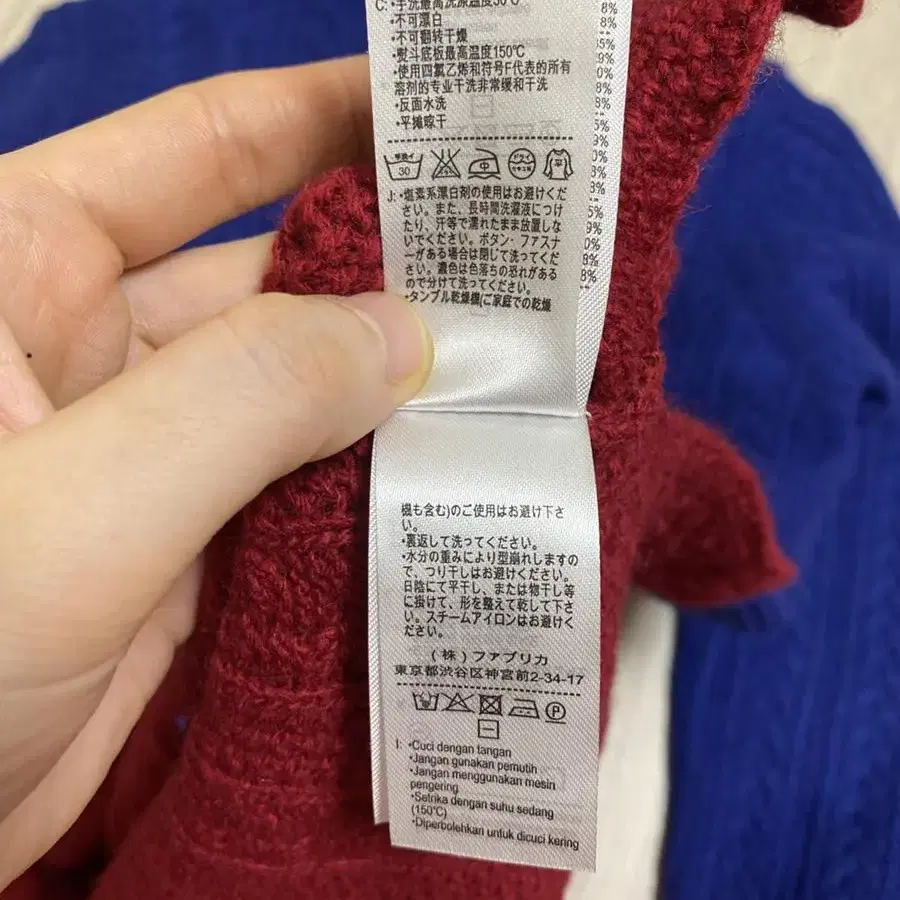 C: •手洗最高洗涤温度30℃
•不可漂白
•不可翻转干燥
•熨斗底板最高温度150℃
•使用四氯乙烯和符号F代表的所有
溶剂的专业干洗非常缓和干洗
•反面水洗
•平摊晾干
手洗イ 30 中 ドライ セキユ系 平
J: •塩素系漂白剤の使用はお避けくだ
さい。また、長時間洗濯液につけ
たり、汗等で濡れたまま放置しな
いでください。ボタン・ファスナ
ーがある場合は閉じて洗ってくだ
さい。濃色は色落ちの恐れがある
ので分けて洗ってください。
•タンブル乾燥機(ご家庭での乾燥
機も含む)のご使用はお避け下さ
い。
•裏返して洗ってください。
•水分の重みにより型崩れしますの
で、つり干しはお避けください。
日陰にて平干し、または物干し等
に掛けて、形を整えて乾して下さ
い。スチームアイロンはお避けく
ださい。
(株)ファブリカ
東京都渋谷区神宮前2-34-17
P
I: •Cuci dengan tangan
•Jangan gunakan pemutih
•Jangan menggunakan mesin
pengering
•Setrika dengan suhu sedang
(150℃)
•Diperbolehkan untuk dicuci kering